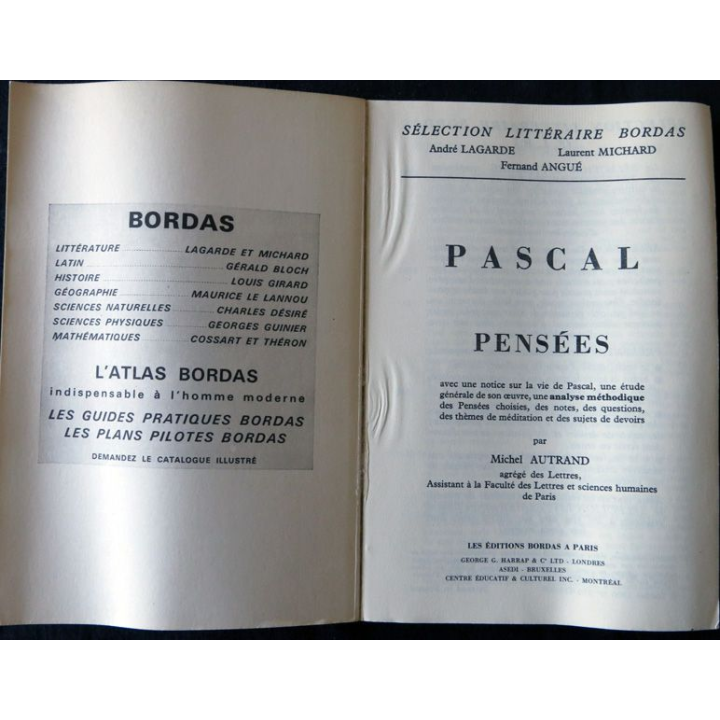 BORDAS
LITTÉRATURE LAGARDE ET MICHARD
LATIN GÉRALD BLOCH
HISTOIRE LOUIS GIRARD
GÉOGRAPHIE MAURICE LE LANNOU
SCIENCES NATURELLES CHARLES DÉSIRÉ
SCIENCES PHYSIQUES GEORGES GUINIER
MATHÉMATIQUES COSSART ET THÉRON
L'ATLAS BORDAS
indispensable à l'homme moderne
LES GUIDES PRATIQUES BORDAS
LES PLANS PILOTES BORDAS
DEMANDEZ LE CATALOGUE ILLUSTRÉ
SÉLECTION LITTÉRAIRE BORDAS
André LAGARDE Laurent MICHARD
Fernand ANGUÉ
PASCAL
PENSÉES
avec une notice sur la vie de Pascal, une étude
générale de son œuvre, une analyse méthodique
des Pensées choisies, des notes, des questions,
des thèmes de méditation et des sujets de devoirs
par
Michel AUTRAND
agrégé des Lettres,
Assistant à la Faculté des Lettres et sciences humaines
de Paris
LES ÉDITIONS BORDAS A PARIS
GEORGE G. HARRAP & Cº LTD - LONDRES
ASEDI - BRUXELLES
CENTRE ÉDUCATIF & CULTUREL INC. - MONTRÉAL